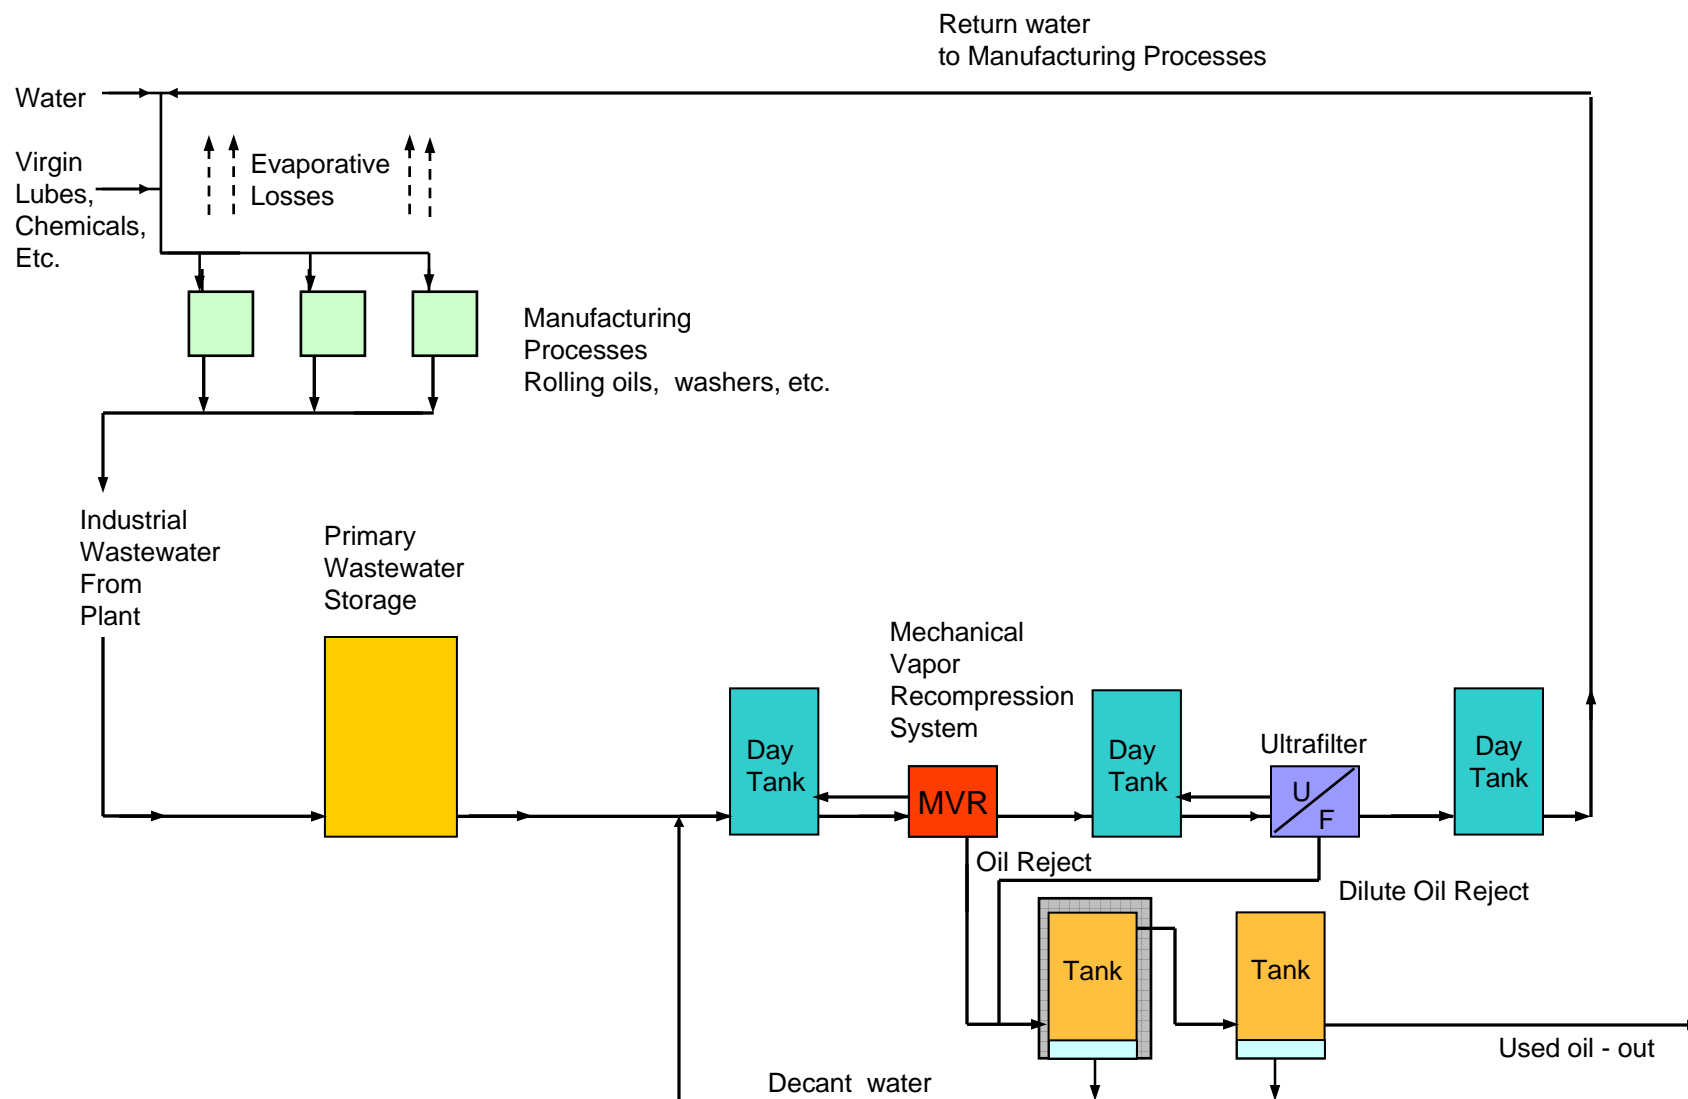 Return water
to Manufacturing Processes
Water
Virgin
Lubes,
Chemicals,
Etc.
Evaporative
Losses
Manufacturing
Processes
Rolling oils, washers, etc.
Industrial
Wastewater
From
Plant
Primary
Wastewater
Storage
Mechanical
Vapor
Recompression
System
Ultrafilter
Day
Tank
MVR
Day
Tank
U
F
Day
Tank
Oil Reject
Dilute Oil Reject
Tank
Tank
Used oil - out
Decant water